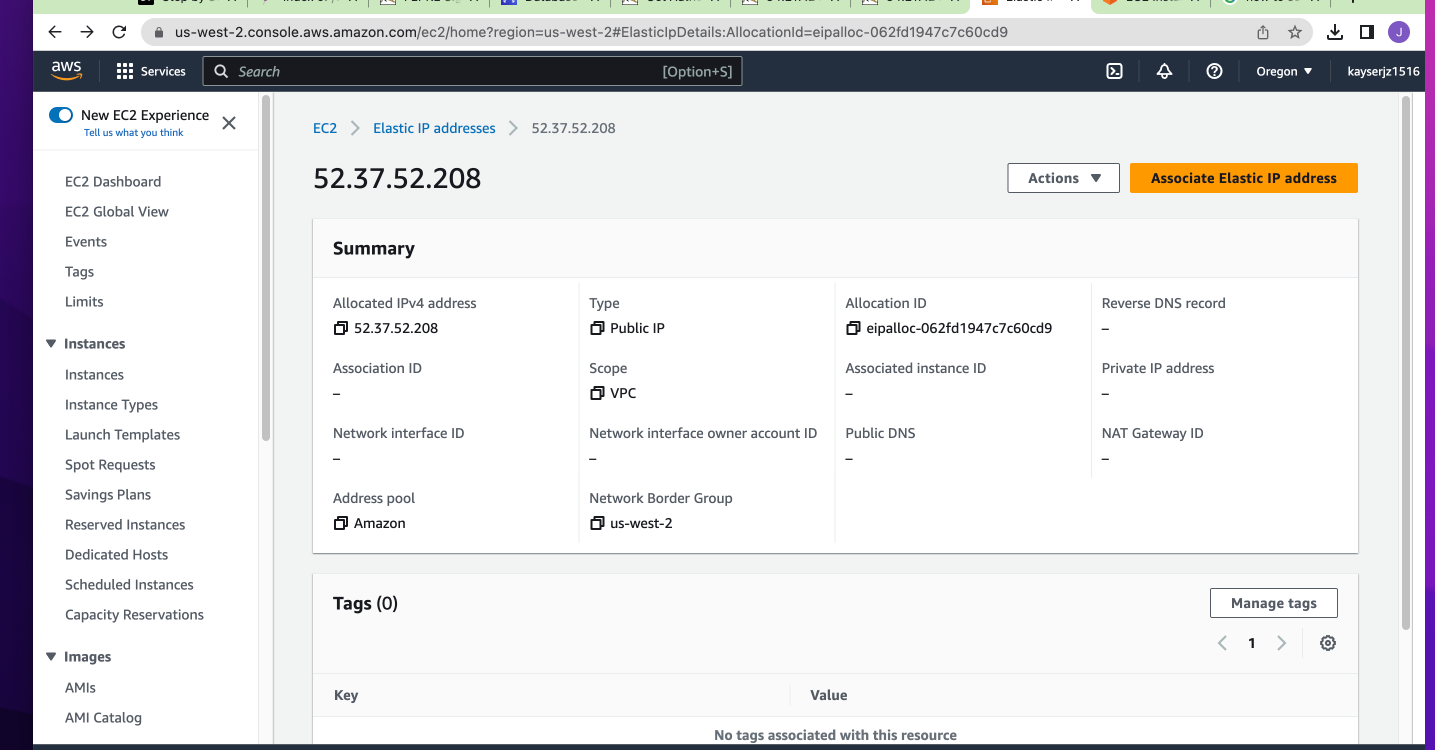 us-west-2.console.aws.amazon.com/ec2/home?region=us-west-2#ElasticIpDetails:AllocationId=eipalloc-062fd1947c7c60cd9
J
aws
Services
Search
[Option+S]
Oregon
kayserjz1516
New EC2 Experience
Tell us what you think
EC2 Dashboard
EC2 Global View
Events
Tags
Limits
Instances
Instances
Instance Types
Launch Templates
Spot Requests
Savings Plans
Reserved Instances
Dedicated Hosts
Scheduled Instances
Capacity Reservations
Images
AMIs
AMI Catalog
EC2 Elastic IP addresses 52.37.52.208
52.37.52.208
Actions
Associate Elastic IP address
Summary
Allocated IPv4 address
52.37.52.208
Type
Public IP
Allocation ID
eipalloc-062fd1947c7c60cd9
Reverse DNS record
–
Association ID
–
Scope
VPC
Associated instance ID
–
Private IP address
–
Network interface ID
–
Network interface owner account ID
–
Public DNS
–
NAT Gateway ID
–
Address pool
Amazon
Network Border Group
us-west-2
Tags (0)
Manage tags
1
Key
Value
No tags associated with this resource